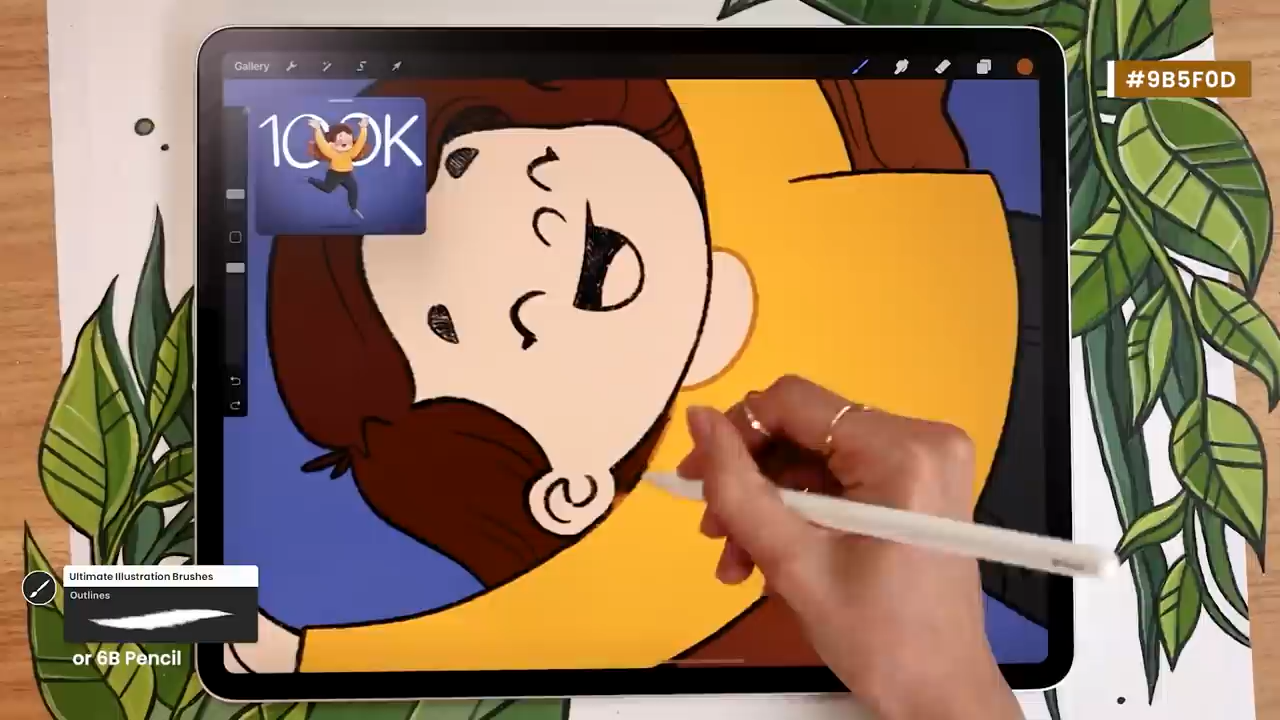 Gallery
#9B5F0D
100K
Ultimate Illustration Brushes
Outlines
or 6B Pencil